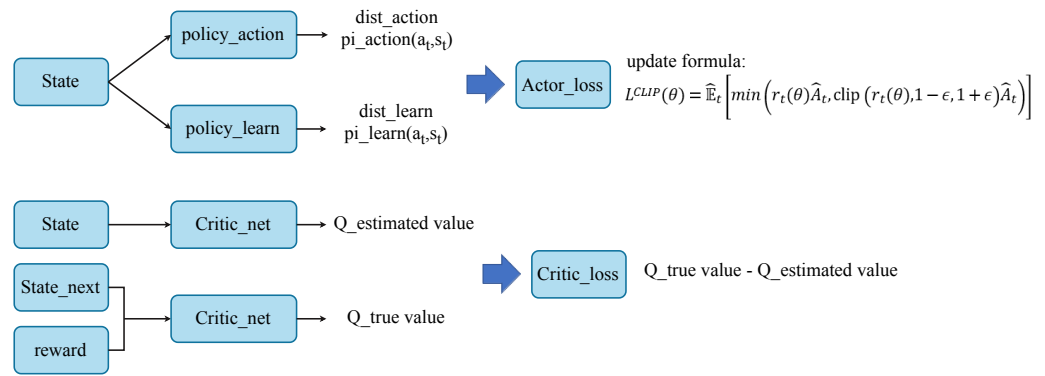 State
policy_action
dist_action
pi_action(aₜ,sₜ)
policy_learn
dist_learn
pi_learn(aₜ,sₜ)
Actor_loss
update formula:
L^{CLIP}(θ) = 𝔼̂ₜ [min (rₜ(θ)Âₜ, clip (rₜ(θ), 1 − ϵ, 1 + ϵ)Âₜ)]
State
Critic_net
Q_estimated value
State_next
reward
Critic_net
Q_true value
Critic_loss
Q_true value - Q_estimated value